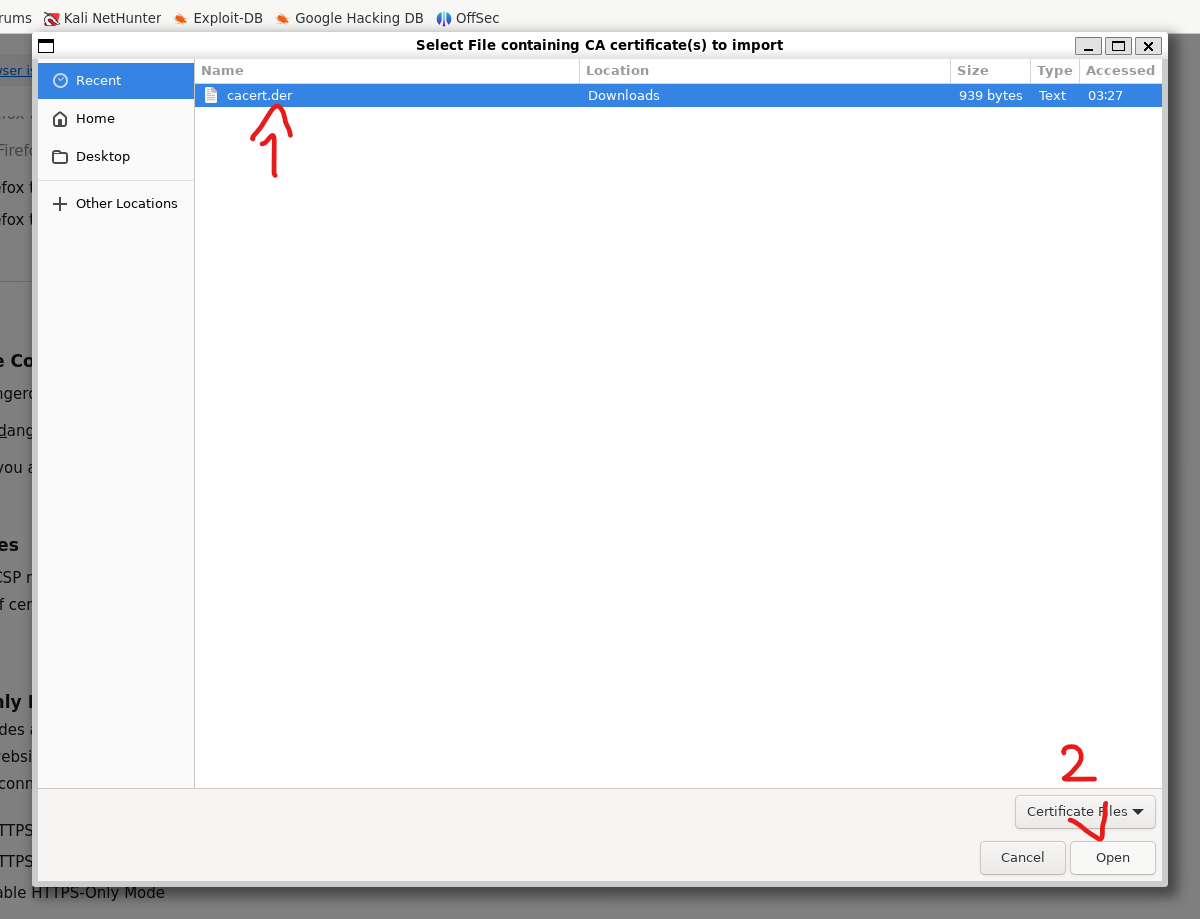 rums Kali NetHunter Exploit-DB Google Hacking DB OffSec
Select File containing CA certificate(s) to import
Recent
Home
Desktop
Other Locations
Name Location Size Type Accessed
cacert.der Downloads 939 bytes Text 03:27
1
2
Certificate Files
Cancel Open
wser is
Firefo
efox t
efox t
e Co
ngero
dang
you a
es
CSP r
f cer
nly
des a
websi
conn
TTPS
TTPS
able HTTPS-Only Mode